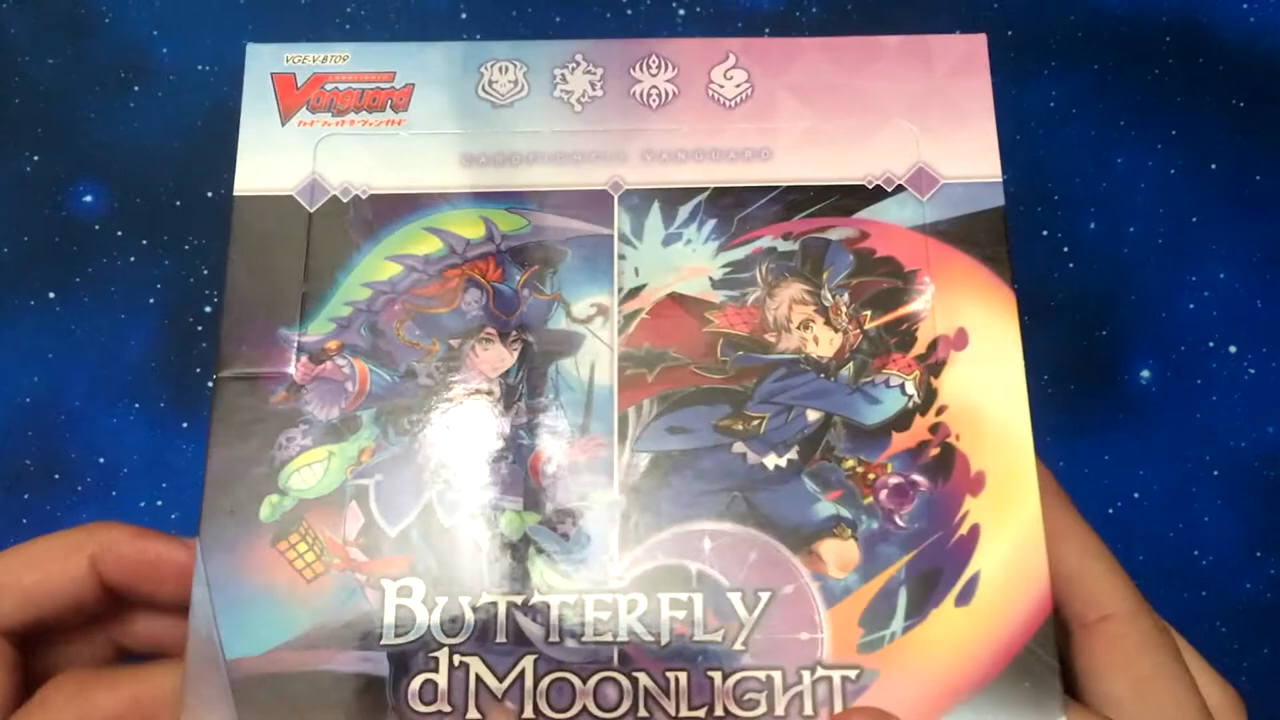 VGE-V-BT09
CARDFIGHT!!
Vanguard
カードファイト!! ヴァンガード
CARDFIGHT!! VANGUARD
BUTTERFLY
d'MOONLIGHT